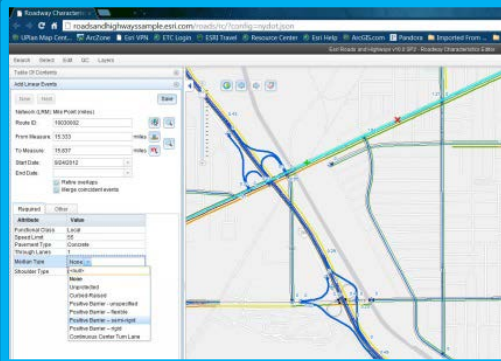 Roadway Characteristic
roadsandhighwayssample.esri.com/roads/rc/?config=nydot.json
UPlan Map Cent... ArcZone Esri VPN ETC Login ESRI Travel Resource Center Esri Help ArcGIS.com Pandora Imported From ...
Esri Roads and Highways v10.0 SP2 - Roadway Characteristics Editor
Search Select Edit QC Layers
Table Of Contents
Add Linear Events
New Next Save
Network (LRM): Mile Point (miles)
Route ID:
From Measure: 15.333 miles
To Measure: 15.837 miles
Start Date: 9/24/2012
End Date:
Retire overlaps
Merge coincident events
Required Other
Attribute Value
Functional Class Local
Speed Limit 55
Pavement Type Concrete
Through Lanes 1
Median Type None
Shoulder Type <null>
None
Unprotected
Curbed-Raised
Positive Barrier - unspecified
Positive Barrier - flexible
Positive Barrier - semi-rigid
Positive Barrier - rigid
Continuous Center Turn Lane